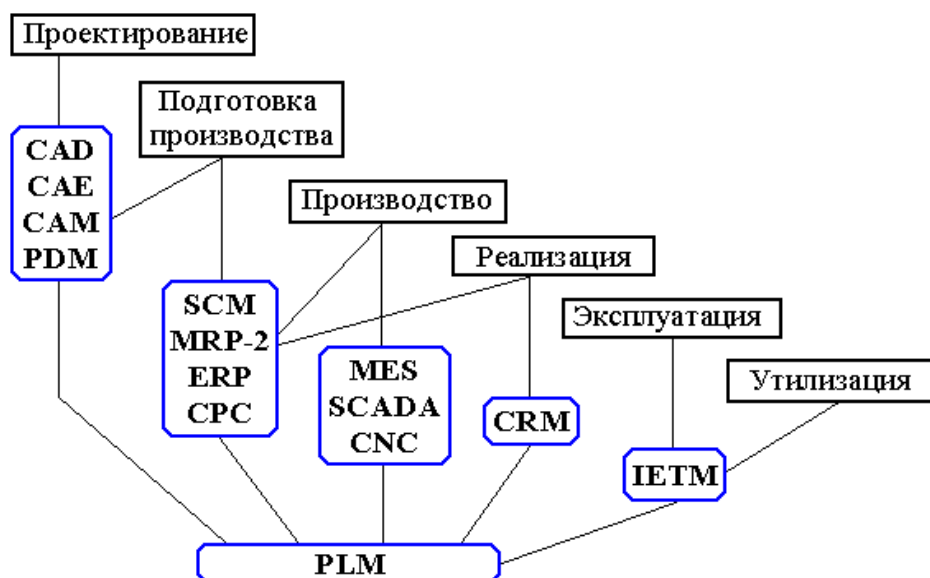 Проектирование
Подготовка
производства
CAD
CAE
CAM
PDM
Производство
Реализация
SCM
MRP-2
ERP
CPC
Эксплуатация
MES
SCADA
CNC
Утилизация
CRM
IETM
PLM